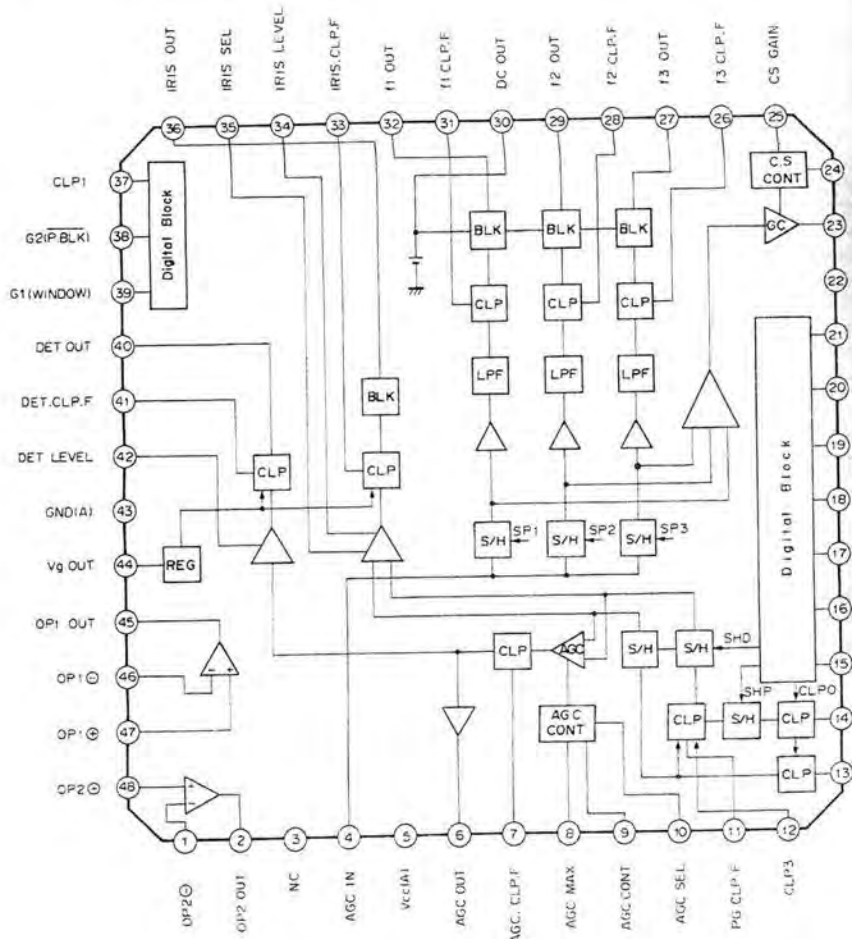 IRIS OUT
IRIS SEL
IRIS LEVEL
IRIS.CLP.F
f1 OUT
f1 CLP.F
DC OUT
f2 OUT
f2 CLP.F
f3 OUT
f3 CLP.F
CS GAIN
36
35
34
33
32
31
30
29
28
27
26
25
C.S CONT
24
GC
23
22
CLP1
37
G2(P.BLK)
38
G1(WINDOW)
39
Digital Block
DET OUT
40
DET.CLP.F
41
DET LEVEL
42
GND(A)
43
Vg OUT
44
REG
OP1 OUT
45
OP1⊖
46
OP1⊕
47
OP2⊖
48
- +
+
-
CLP
BLK
CLP
BLK
BLK
BLK
CLP
CLP
CLP
LPF
LPF
LPF
S/H
SP1
S/H
SP2
S/H
SP3
CLP
AGC
S/H
S/H
SHD
AGC CONT
SHP
CLPO
CLP
S/H
CLP
CLP
Digital Block
21
20
19
18
17
16
15
14
13
1
2
3
4
5
6
7
8
9
10
11
12
OP2⊖
OP2 OUT
NC
AGC IN
Vcc(A)
AGC OUT
AGC. CLP.F
AGC MAX
AGC CONT
AGC SEL
PG CLP.F
CLP3